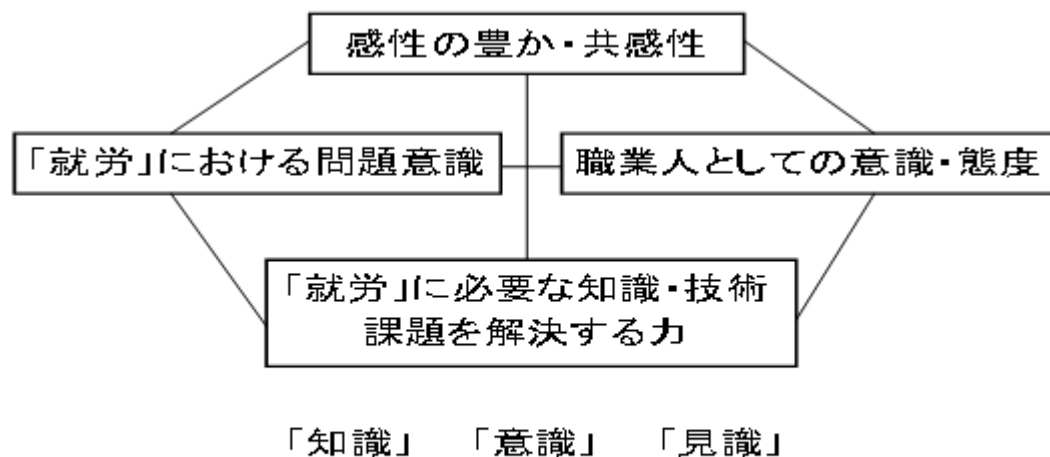 感性の豊か・共感性
「就労」における問題意識
職業人としての意識・態度
「就労」に必要な知識・技術
課題を解決する力
「知識」 「意識」 「見識」